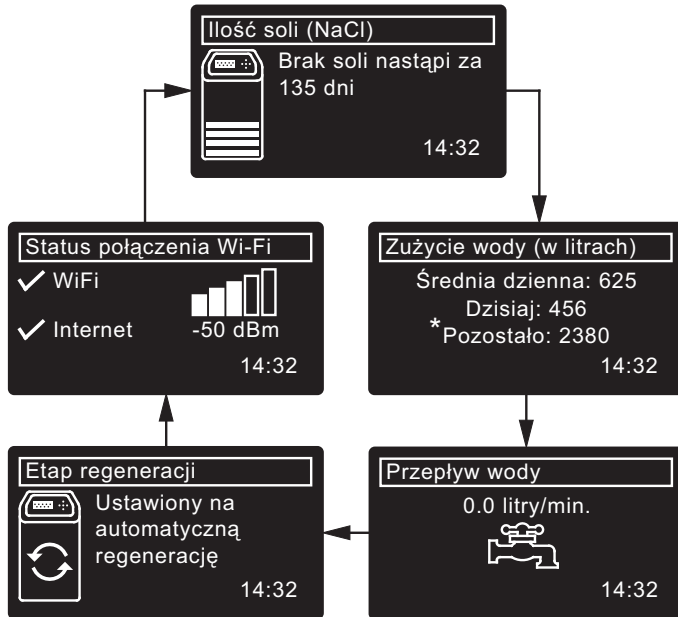 Ilość soli (NaCl)
Brak soli nastąpi za
135 dni
14:32
Status połączenia Wi-Fi
WiFi
Internet
-50 dBm
14:32
Zużycie wody (w litrach)
Średnia dzienna: 625
Dzisiaj: 456
*Pozostało: 2380
14:32
Etap regeneracji
Ustawiony na
automatyczną
regenerację
14:32
Przepływ wody
0.0 litry/min.
14:32